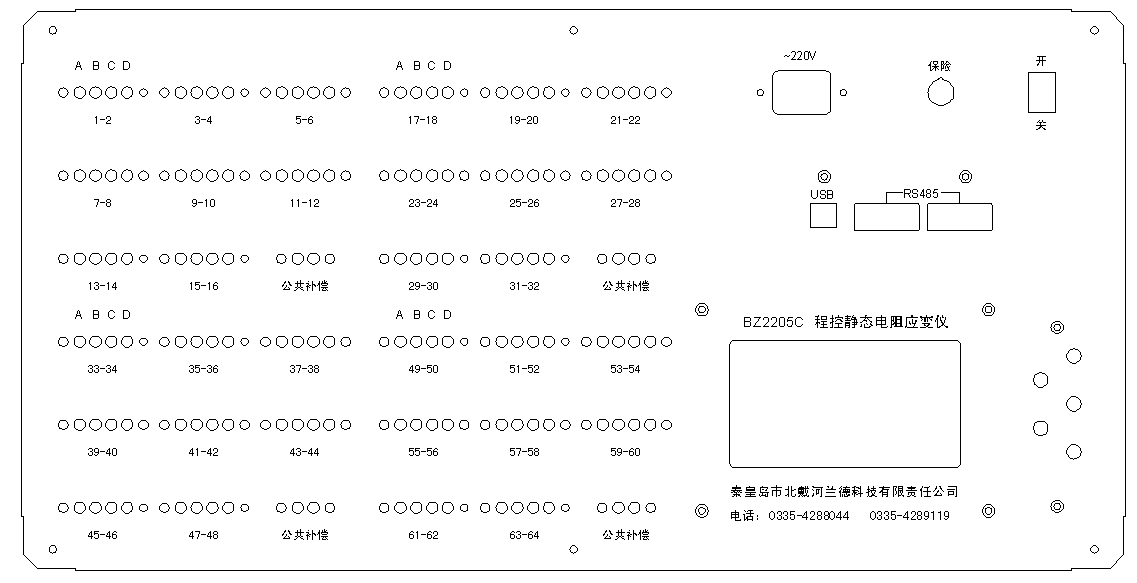 A B C D
A B C D
~220V
保险
开
1-2 3-4 5-6 17-18 19-20 21-22
关
USB
RS485
7-8 9-10 11-12 23-24 25-26 27-28
13-14 15-16 公共补偿 29-30 31-32 公共补偿
A B C D
A B C D
BZ2205C 程控静态电阻应变仪
33-34 35-36 37-38 49-50 51-52 53-54
39-40 41-42 43-44 55-56 57-58 59-60
秦皇岛市北戴河兰德科技有限责任公司
电话：0335-4288044 0335-4289119
45-46 47-48 公共补偿 61-62 63-64 公共补偿